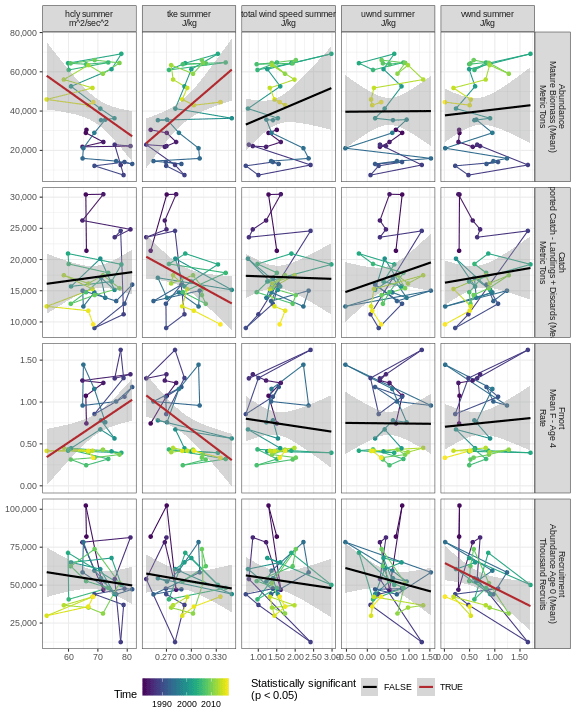 hdy summer
m^2/sec^2
tke summer
J/kg
total wind speed summer
J/kg
uwnd summer
J/kg
vwnd summer
J/kg
80,000
60,000
40,000
20,000
Abundance
Mature Biomass (Mean)
Metric Tons
30,000
25,000
20,000
15,000
10,000
Catch
ported Catch - Landings + Discards (Me
Metric Tons
1.50
1.00
0.50
0.00
Fmort
Mean F - Age 4
Rate
100,000
75,000
50,000
25,000
Recruitment
Abundance Age 0 (Mean)
Thousand Recruits
60 70 80
0.270 0.300 0.330
1.00 1.50 2.00 2.50 3.00
-0.50 0.00 0.50 1.00 1.50
0.00 0.50 1.00 1.50
Time
1990 2000 2010
Statistically significant
(p < 0.05)
FALSE
TRUE